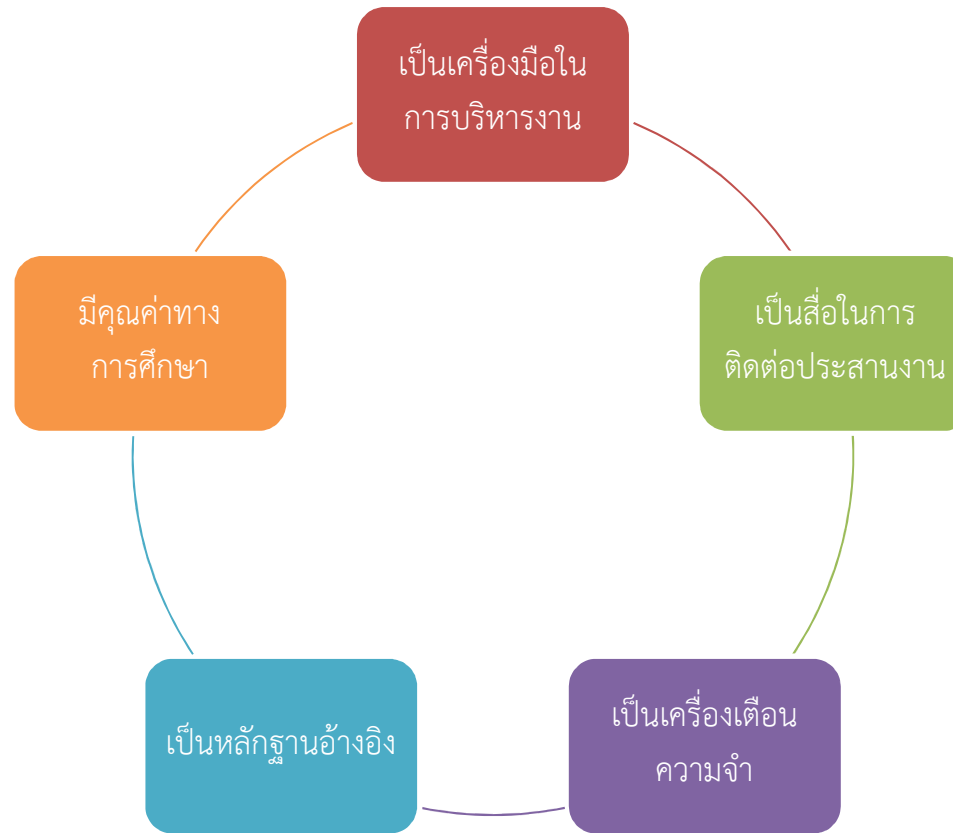 เป็นเครื่องมือใน
การบริหารงาน
เป็นสื่อในการ
ติดต่อประสานงาน
เป็นเครื่องเตือน
ความจำ
เป็นหลักฐานอ้างอิง
มีคุณค่าทาง
การศึกษา